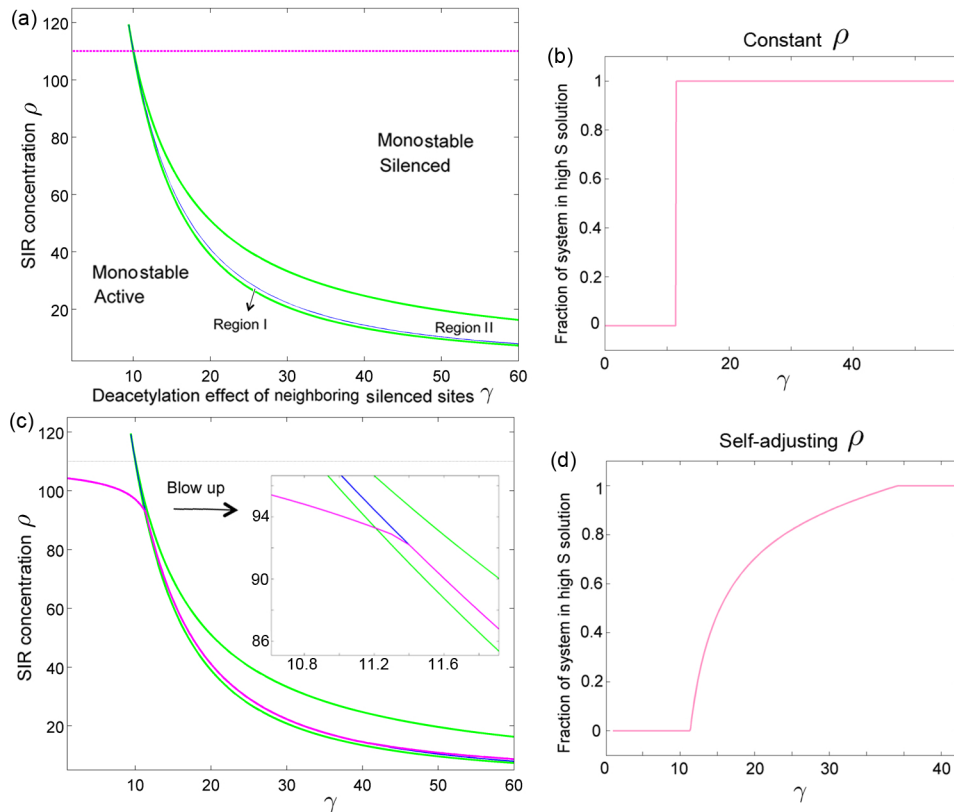 (a)
SIR concentration ρ
120
100
80
60
40
20
Monostable
Silenced
Monostable
Active
Region I
Region II
10
20
30
40
50
60
Deacetylation effect of neighboring silenced sites γ
(b)
Constant ρ
Fraction of system in high S solution
1
0.8
0.6
0.4
0.2
0
0
20
40
γ
(c)
SIR concentration ρ
120
100
80
60
40
20
Blow up
94
90
86
10.8
11.2
11.6
10
20
30
40
50
60
γ
(d)
Self-adjusting ρ
Fraction of system in high S solution
1
0.8
0.6
0.4
0.2
0
0
10
20
30
40
γ